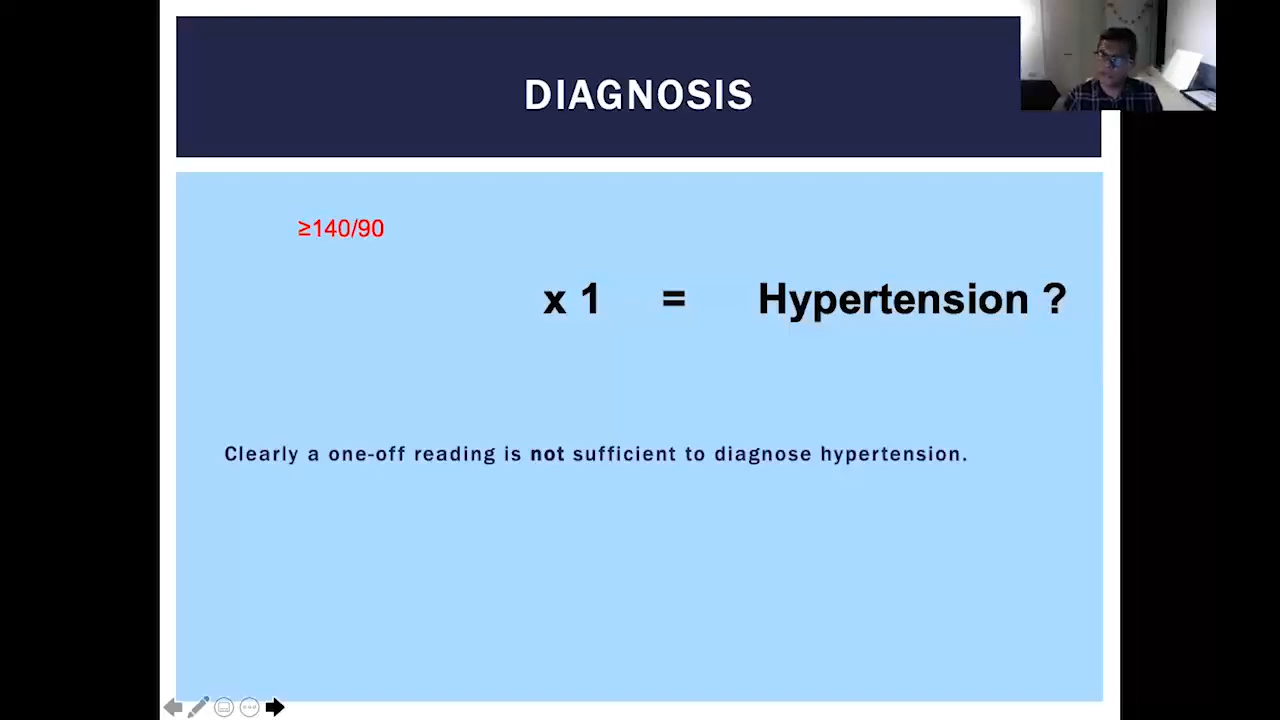 DIAGNOSIS
≥140/90
x 1 = Hypertension ?
Clearly a one-off reading is not sufficient to diagnose hypertension.